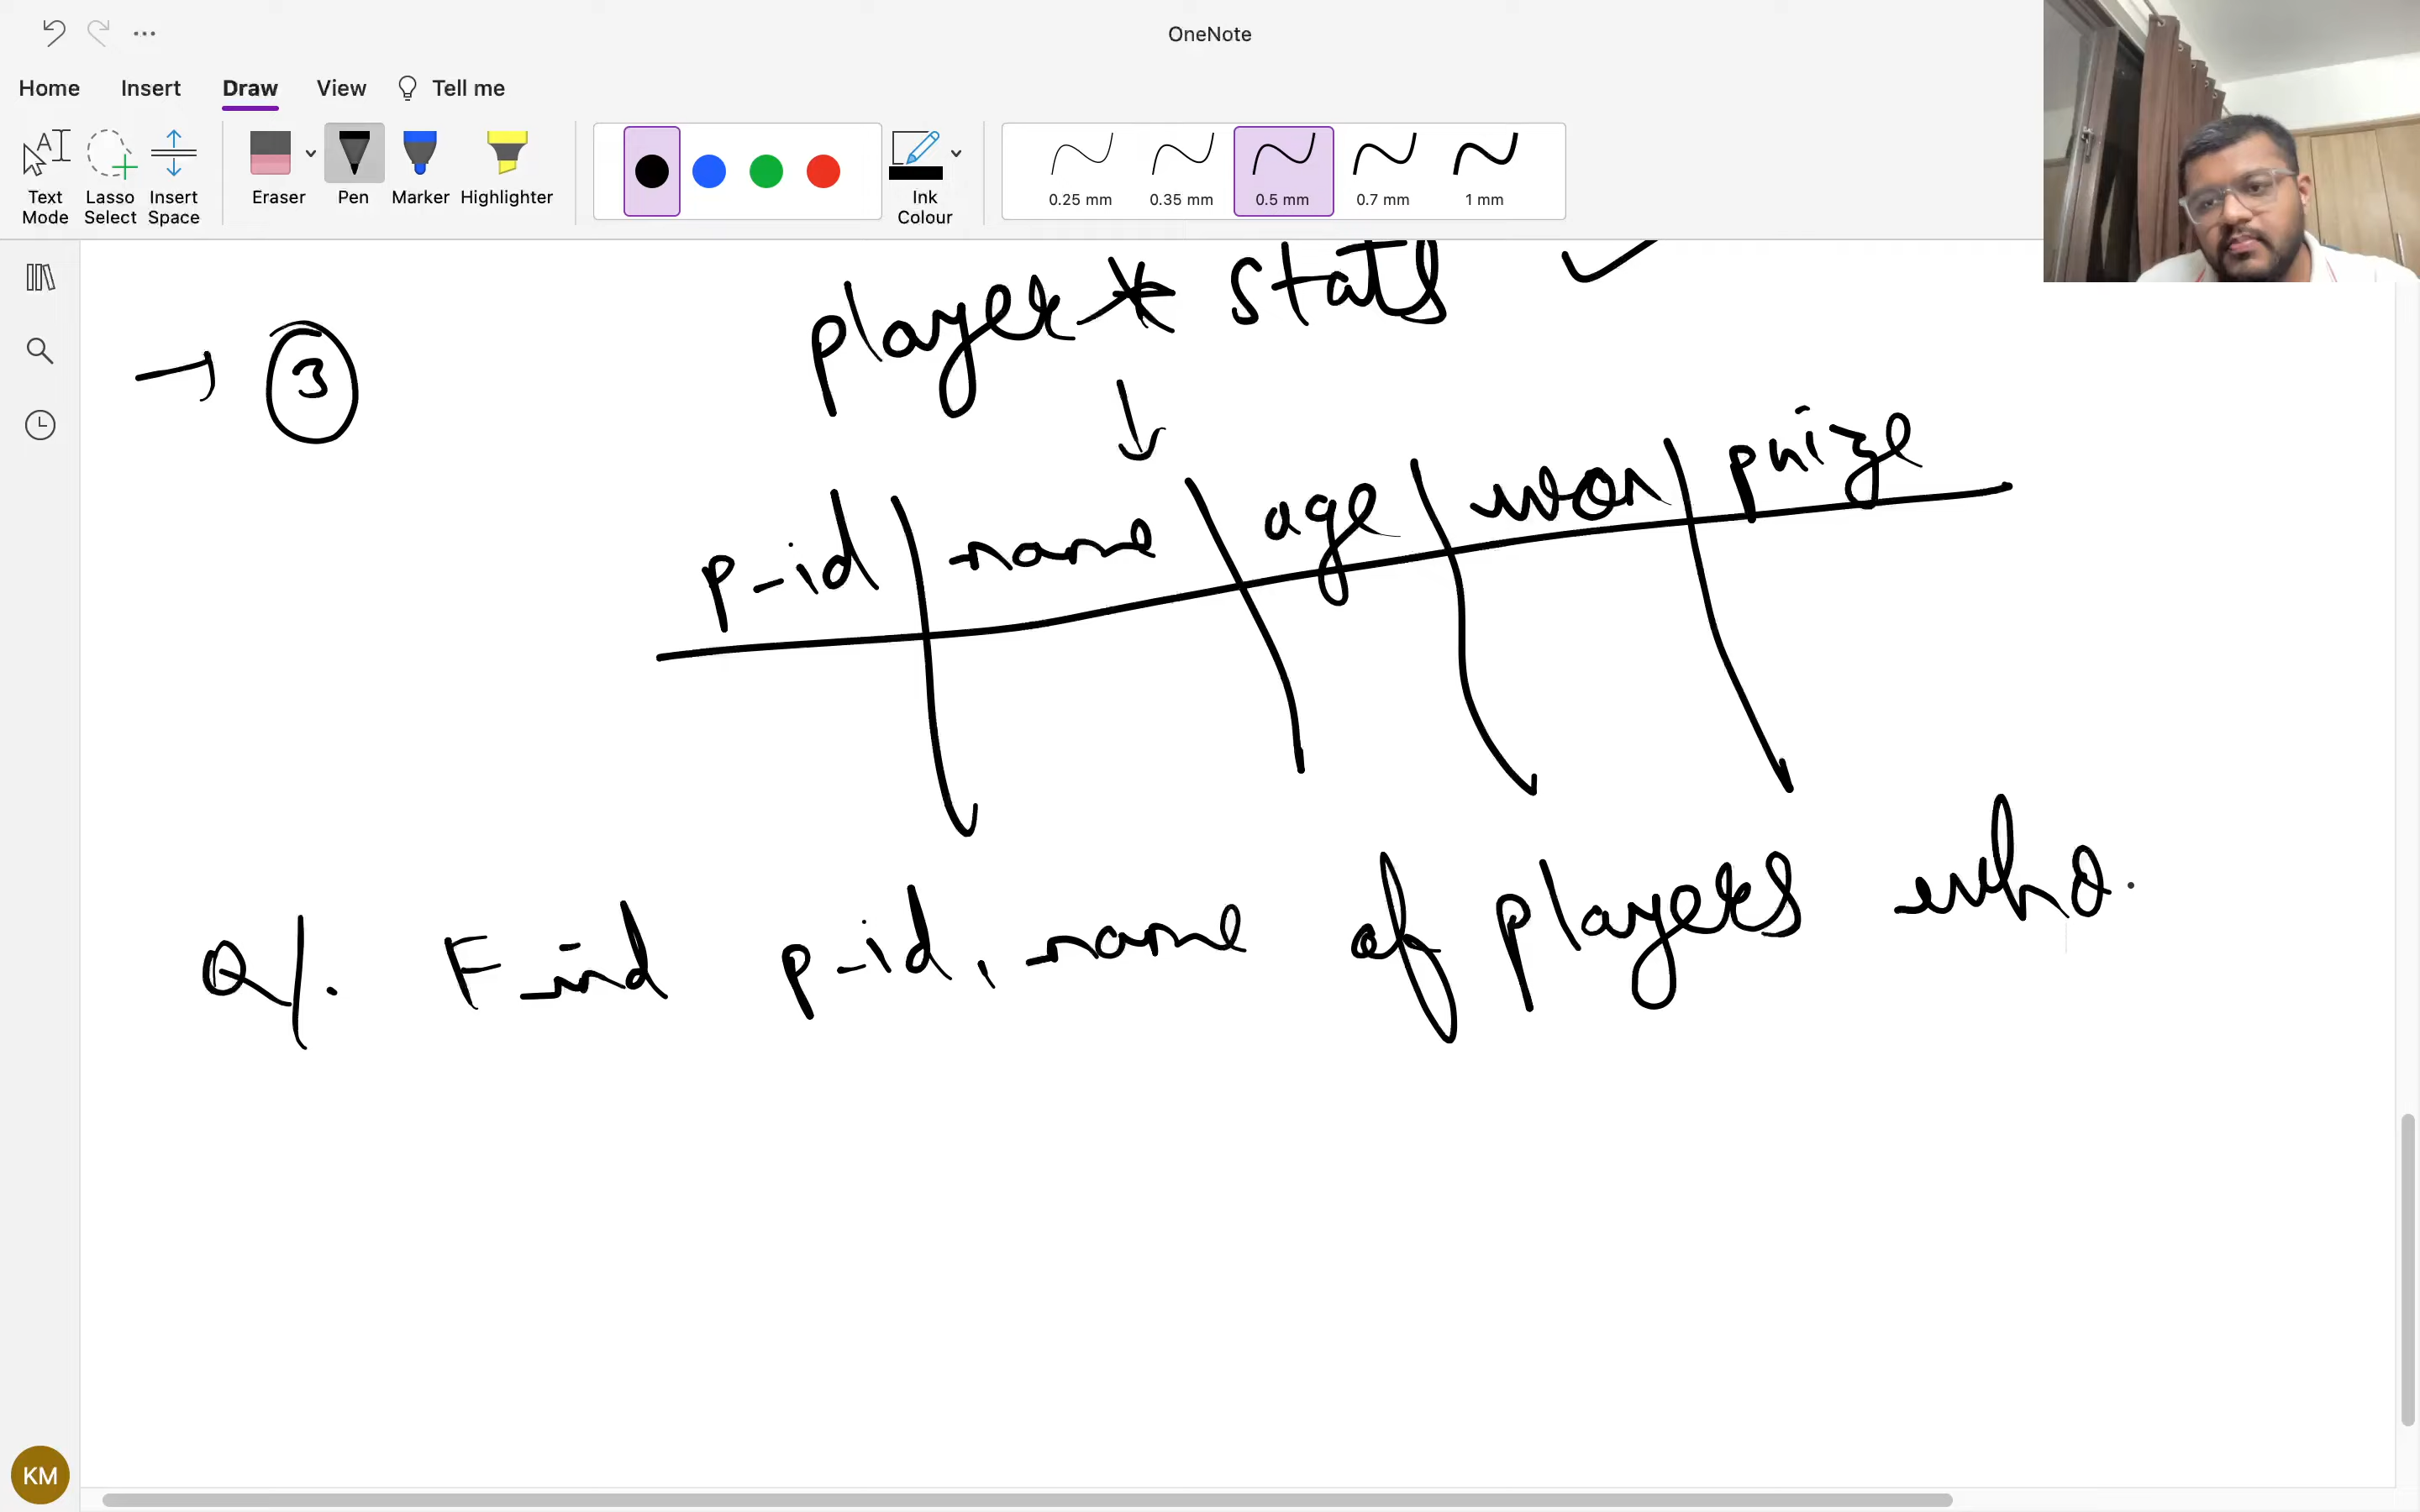 OneNote
Home Insert Draw View Tell me
Text Mode Lasso Select Insert Space Eraser Pen Marker Highlighter Ink Colour 0.25 mm 0.35 mm 0.5 mm 0.7 mm 1 mm
player * stats
→ 3
p_id name age won prize
Q/. Find p_id, name of players who.
KM